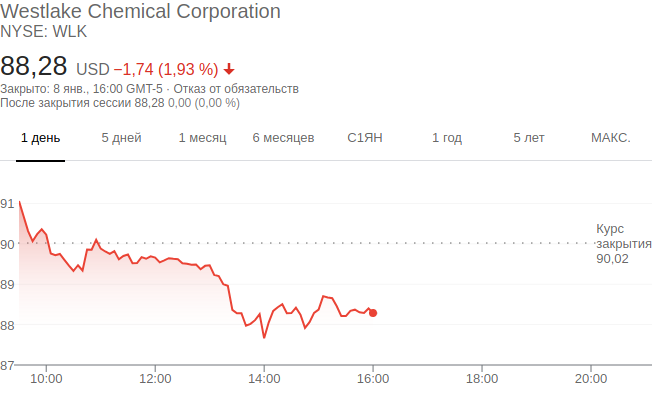 Westlake Chemical Corporation
NYSE: WLK
88,28 USD −1,74 (1,93 %)
Закрыто: 8 янв., 16:00 GMT-5 · Отказ от обязательств
После закрытия сессии 88,28 0,00 (0,00 %)
1 день 5 дней 1 месяц 6 месяцев С1ЯН 1 год 5 лет МАКС.
91
Курс
90 закрытия
90,02
89
88
87
10:00 12:00 14:00 16:00 18:00 20:00